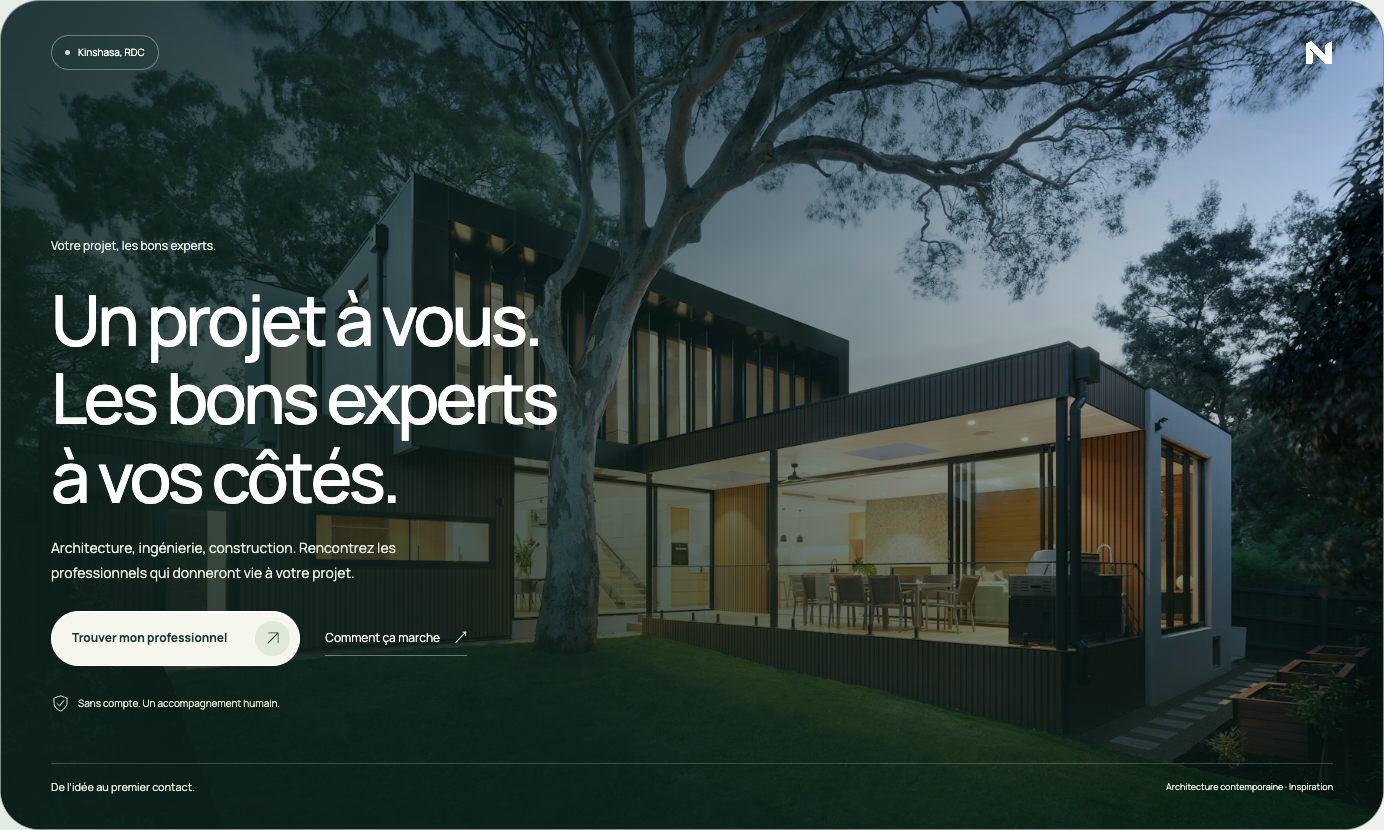 Kinshasa, RDC
N
Votre projet, les bons experts.
Un projet à vous.
Les bons experts
à vos côtés.
Architecture, ingénierie, construction. Rencontrez les
professionnels qui donneront vie à votre projet.
Trouver mon professionnel
Comment ça marche
Sans compte. Un accompagnement humain.
De l'idée au premier contact.
Architecture contemporaine · Inspiration